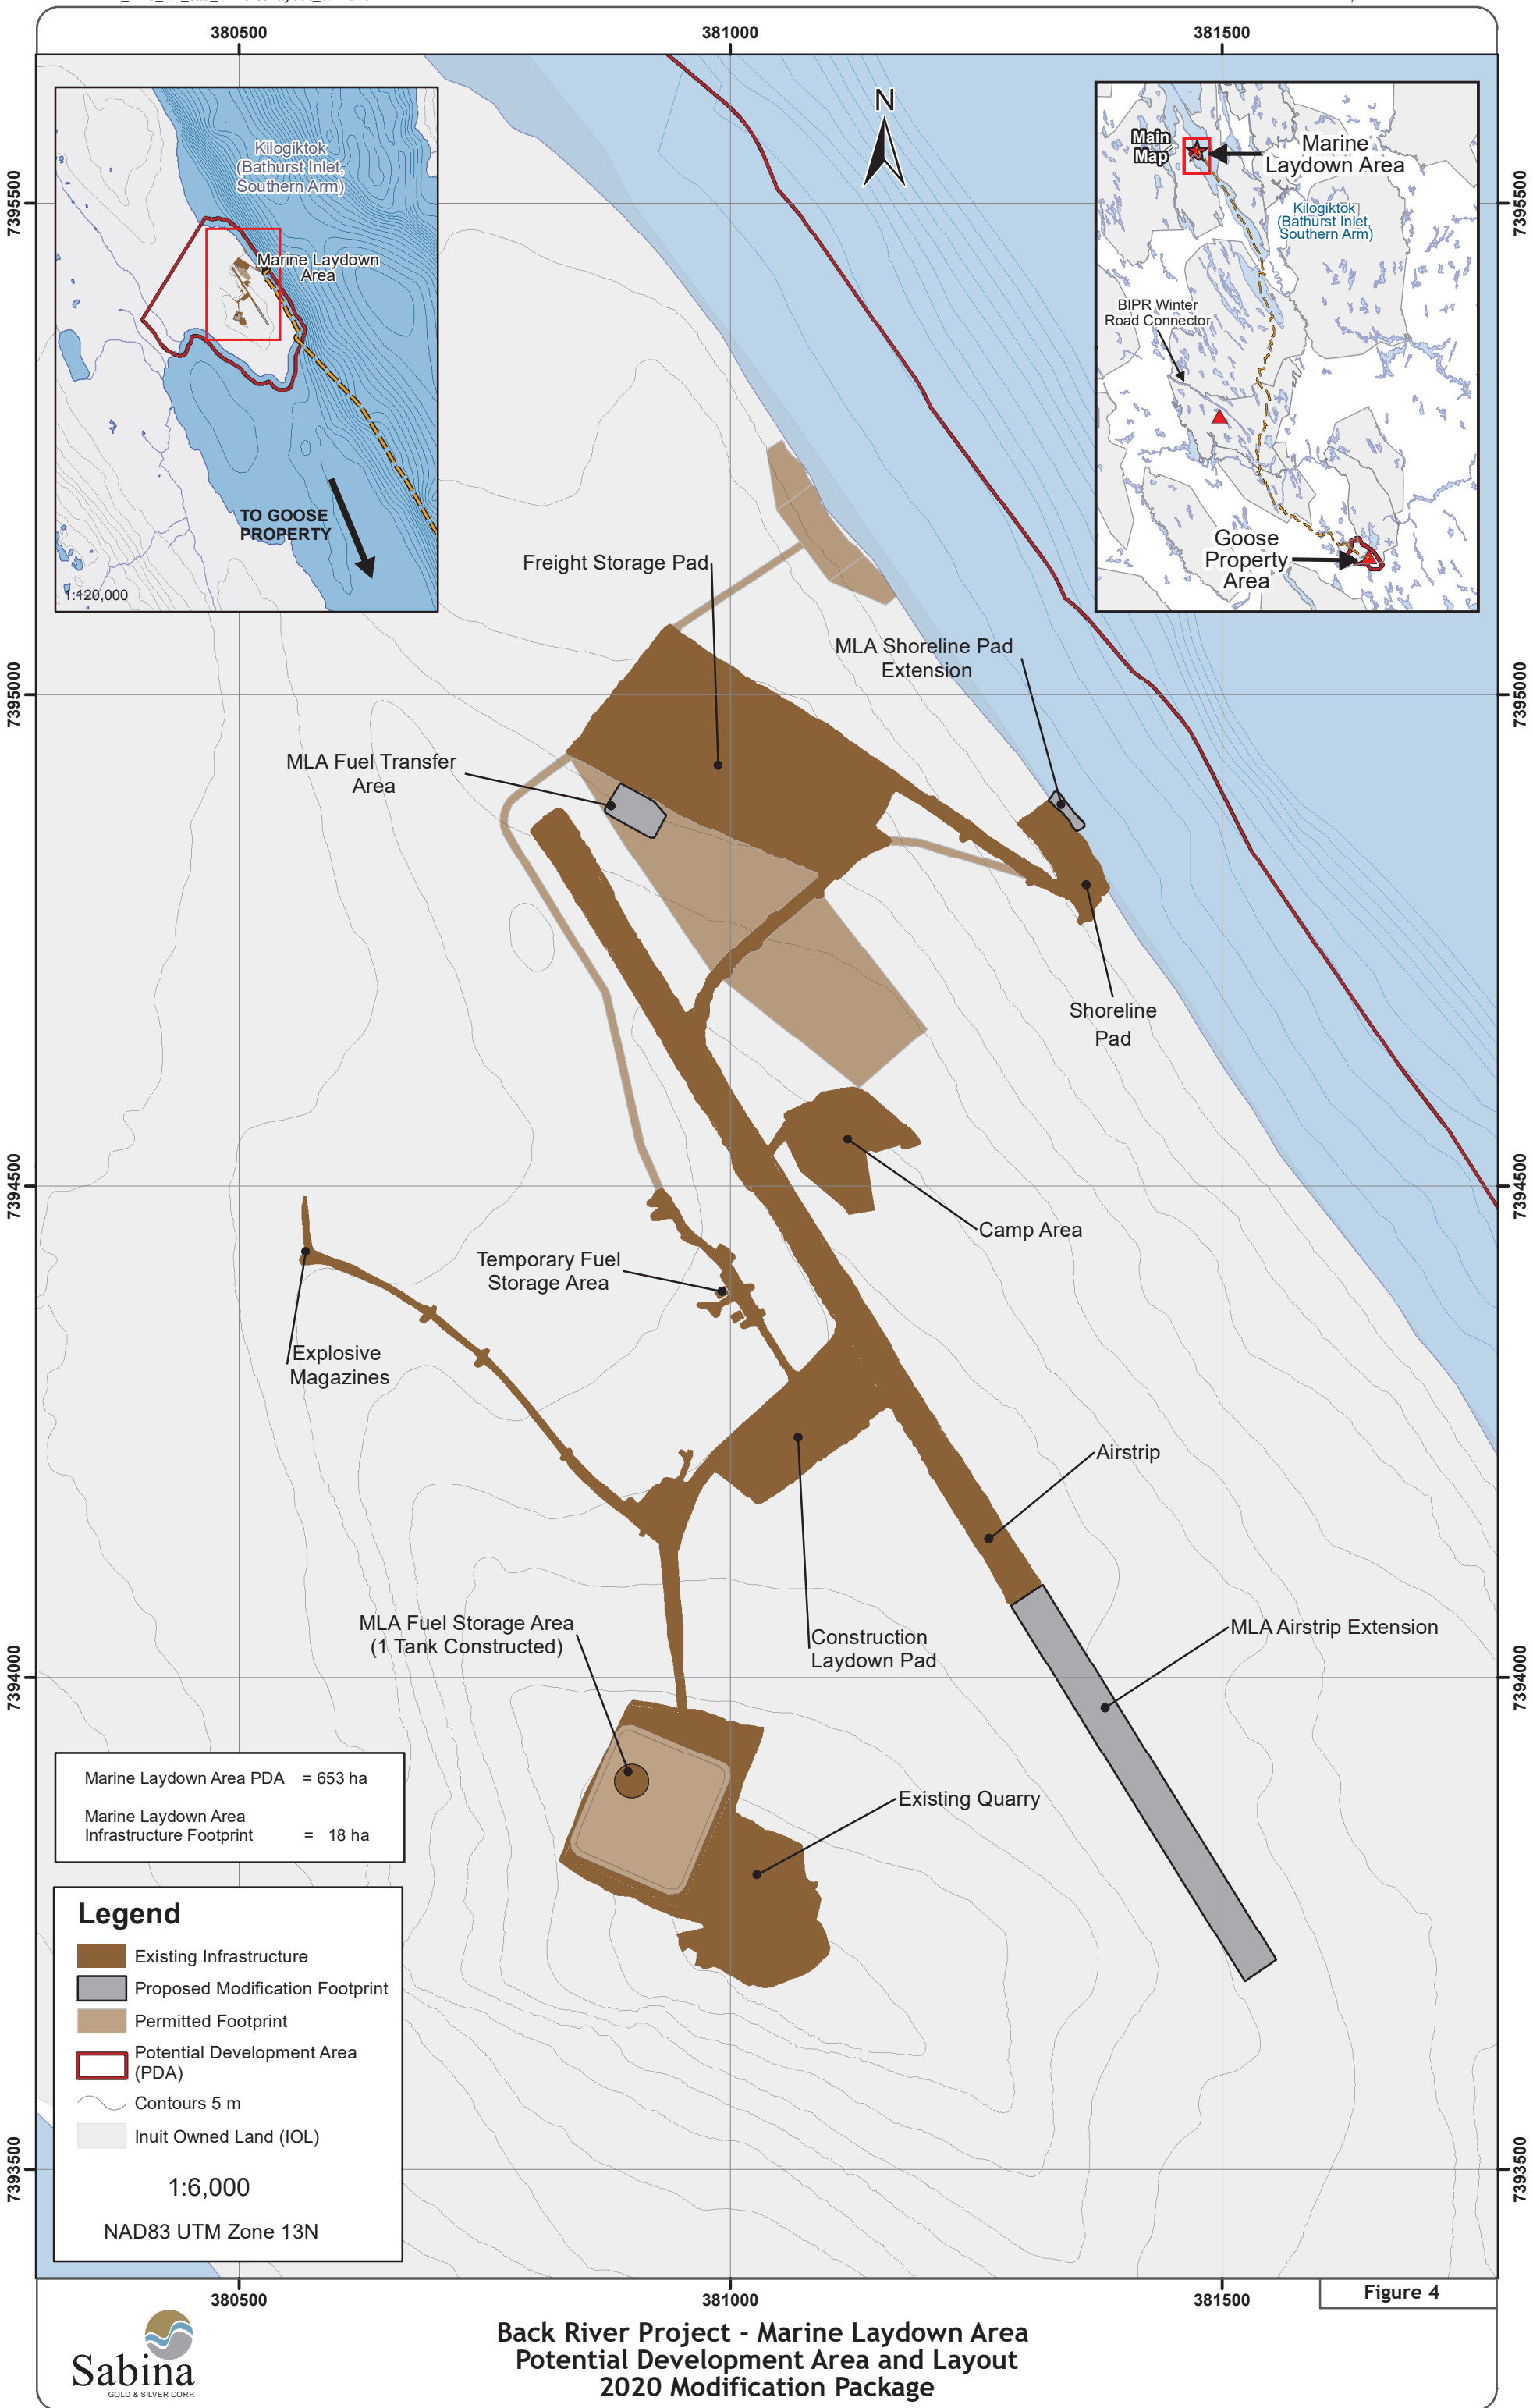 380500
381000
381500
7395500
7395500
N
Kilogiktok
(Bathurst Inlet,
Southern Arm)
Marine Laydown
Area
TO GOOSE
PROPERTY
1:120,000
Main
Map
Marine
Laydown Area
Kilogiktok
(Bathurst Inlet,
Southern Arm)
BIPR Winter
Road Connector
Goose
Property
Area
Freight Storage Pad
MLA Shoreline Pad
Extension
7395000
7395000
MLA Fuel Transfer
Area
Shoreline
Pad
7394500
7394500
Camp Area
Temporary Fuel
Storage Area
Explosive
Magazines
Airstrip
MLA Fuel Storage Area
(1 Tank Constructed)
Construction
Laydown Pad
MLA Airstrip Extension
7394000
7394000
Marine Laydown Area PDA = 653 ha
Marine Laydown Area
Infrastructure Footprint = 18 ha
Existing Quarry
Legend
Existing Infrastructure
Proposed Modification Footprint
Permitted Footprint
Potential Development Area
(PDA)
Contours 5 m
Inuit Owned Land (IOL)
1:6,000
NAD83 UTM Zone 13N
7393500
7393500
380500
381000
381500
Figure 4
Sabina
GOLD & SILVER CORP.
Back River Project - Marine Laydown Area
Potential Development Area and Layout
2020 Modification Package